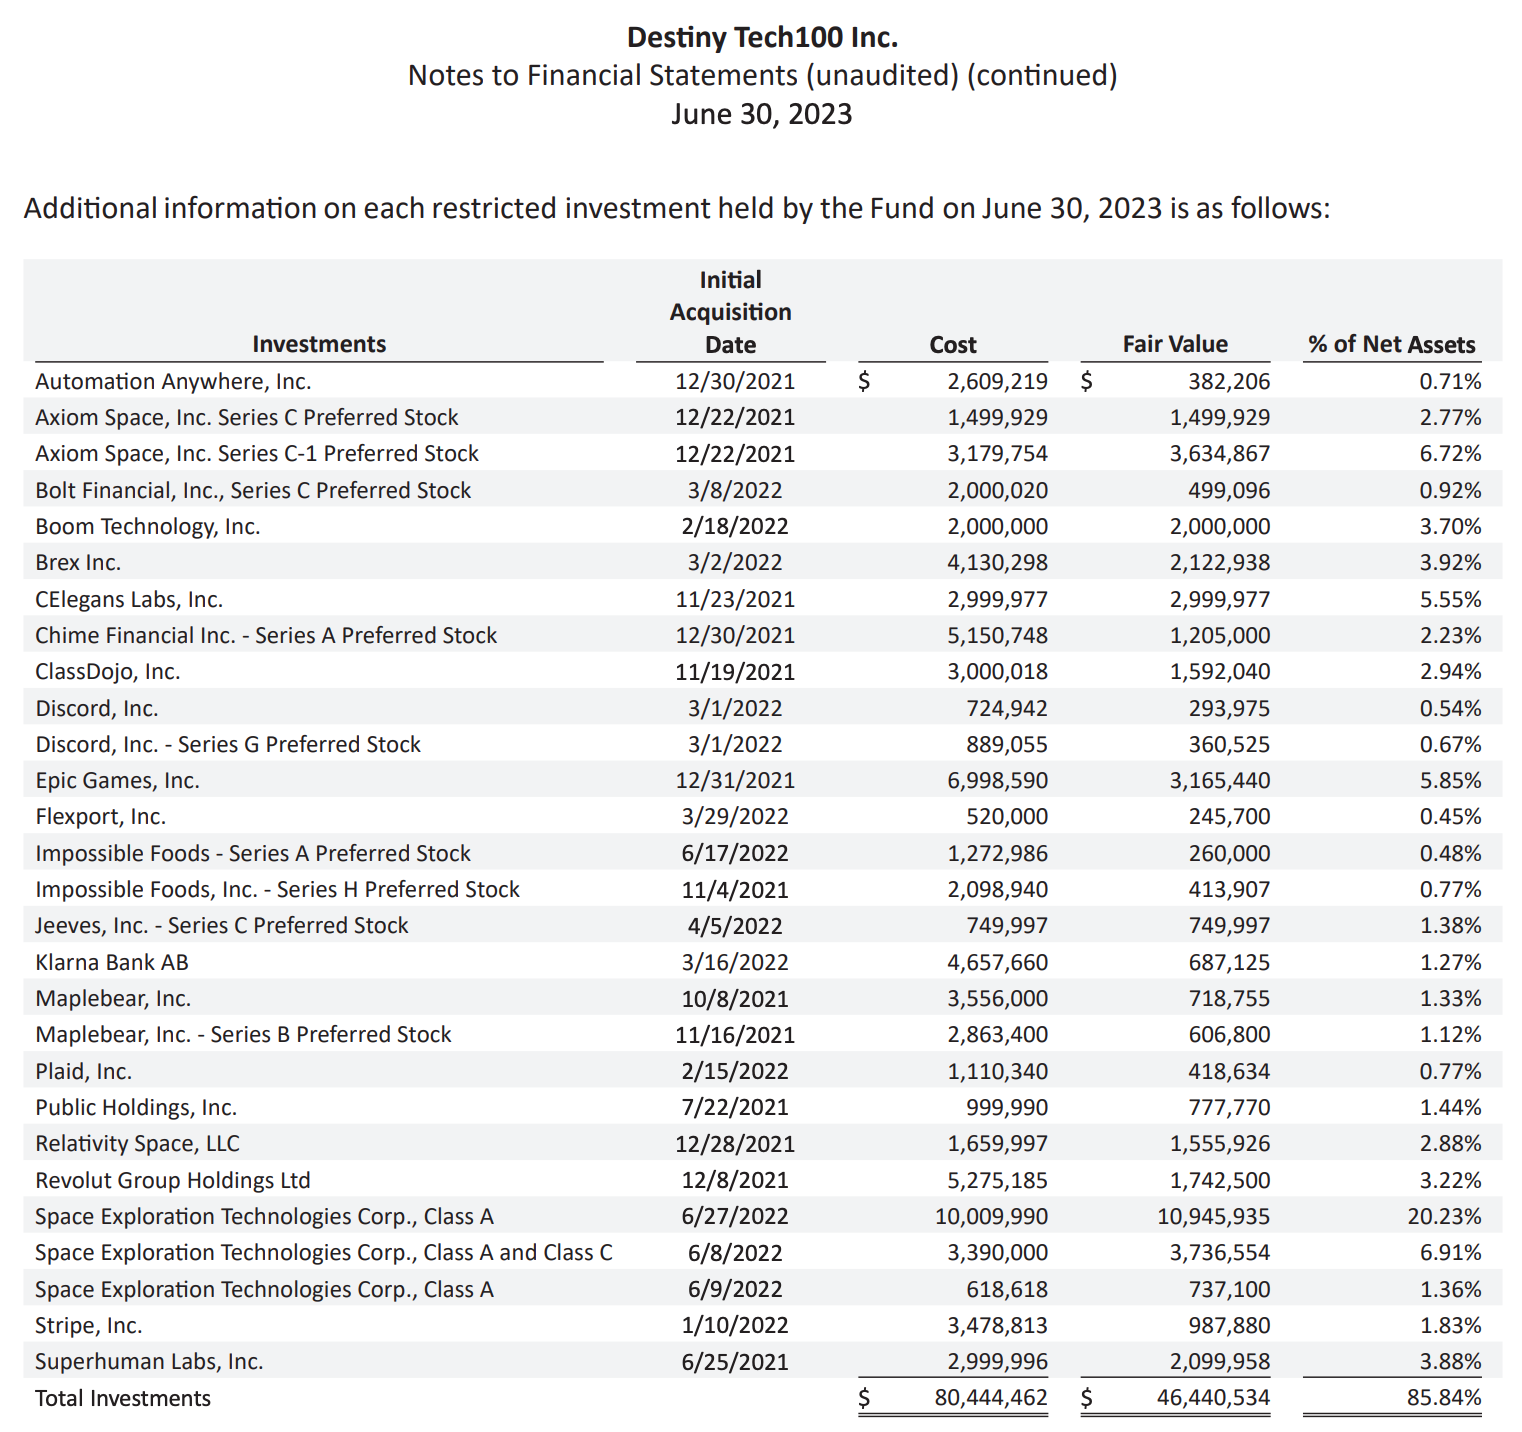 Destiny Tech100 Inc.
Notes to Financial Statements (unaudited) (continued)
June 30, 2023
Additional information on each restricted investment held by the Fund on June 30, 2023 is as follows:
Initial
Acquisition
Investments Date Cost Fair Value % of Net Assets
Automation Anywhere, Inc. 12/30/2021 $ 2,609,219 $ 382,206 0.71%
Axiom Space, Inc. Series C Preferred Stock 12/22/2021 1,499,929 1,499,929 2.77%
Axiom Space, Inc. Series C-1 Preferred Stock 12/22/2021 3,179,754 3,634,867 6.72%
Bolt Financial, Inc., Series C Preferred Stock 3/8/2022 2,000,020 499,096 0.92%
Boom Technology, Inc. 2/18/2022 2,000,000 2,000,000 3.70%
Brex Inc. 3/2/2022 4,130,298 2,122,938 3.92%
CElegans Labs, Inc. 11/23/2021 2,999,977 2,999,977 5.55%
Chime Financial Inc. - Series A Preferred Stock 12/30/2021 5,150,748 1,205,000 2.23%
ClassDojo, Inc. 11/19/2021 3,000,018 1,592,040 2.94%
Discord, Inc. 3/1/2022 724,942 293,975 0.54%
Discord, Inc. - Series G Preferred Stock 3/1/2022 889,055 360,525 0.67%
Epic Games, Inc. 12/31/2021 6,998,590 3,165,440 5.85%
Flexport, Inc. 3/29/2022 520,000 245,700 0.45%
Impossible Foods - Series A Preferred Stock 6/17/2022 1,272,986 260,000 0.48%
Impossible Foods, Inc. - Series H Preferred Stock 11/4/2021 2,098,940 413,907 0.77%
Jeeves, Inc. - Series C Preferred Stock 4/5/2022 749,997 749,997 1.38%
Klarna Bank AB 3/16/2022 4,657,660 687,125 1.27%
Maplebear, Inc. 10/8/2021 3,556,000 718,755 1.33%
Maplebear, Inc. - Series B Preferred Stock 11/16/2021 2,863,400 606,800 1.12%
Plaid, Inc. 2/15/2022 1,110,340 418,634 0.77%
Public Holdings, Inc. 7/22/2021 999,990 777,770 1.44%
Relativity Space, LLC 12/28/2021 1,659,997 1,555,926 2.88%
Revolut Group Holdings Ltd 12/8/2021 5,275,185 1,742,500 3.22%
Space Exploration Technologies Corp., Class A 6/27/2022 10,009,990 10,945,935 20.23%
Space Exploration Technologies Corp., Class A and Class C 6/8/2022 3,390,000 3,736,554 6.91%
Space Exploration Technologies Corp., Class A 6/9/2022 618,618 737,100 1.36%
Stripe, Inc. 1/10/2022 3,478,813 987,880 1.83%
Superhuman Labs, Inc. 6/25/2021 2,999,996 2,099,958 3.88%
Total Investments $ 80,444,462 $ 46,440,534 85.84%